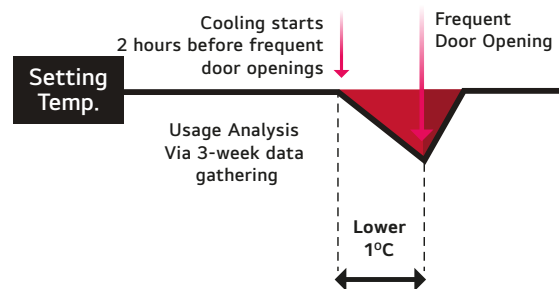 Cooling starts
2 hours before frequent
door openings
Frequent
Door Opening
Setting
Temp.
Usage Analysis
Via 3-week data
gathering
Lower
1ºC